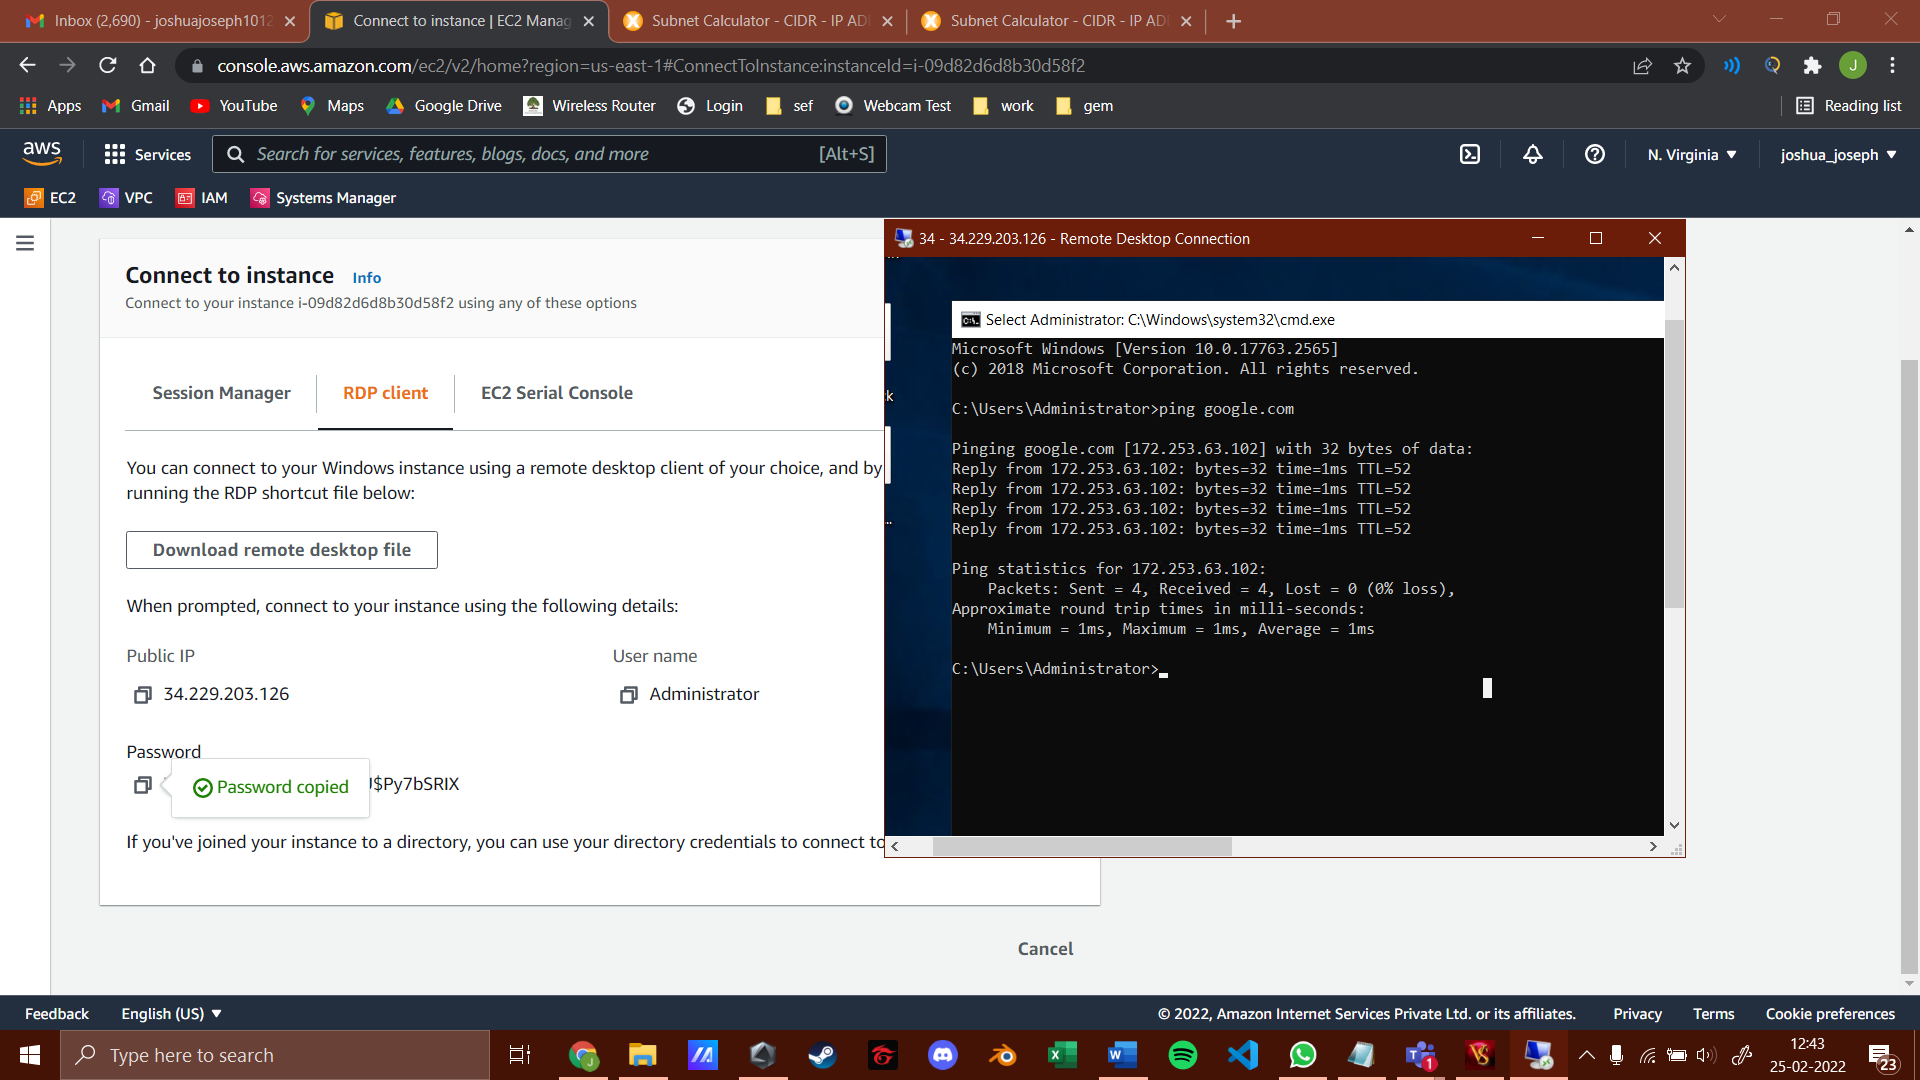 Inbox (2,690) - joshuajoseph1012
Connect to instance | EC2 Manag
Subnet Calculator - CIDR - IP AD
Subnet Calculator - CIDR - IP AD
console.aws.amazon.com/ec2/v2/home?region=us-east-1#ConnectToInstance:instanceId=i-09d82d6d8b30d58f2
J
Apps Gmail YouTube Maps Google Drive Wireless Router Login sef Webcam Test work gem Reading list
aws Services Search for services, features, blogs, docs, and more [Alt+S] N. Virginia ▼ joshua_joseph ▼
EC2 VPC IAM Systems Manager
Connect to instance Info
Connect to your instance i-09d82d6d8b30d58f2 using any of these options
Session Manager RDP client EC2 Serial Console
You can connect to your Windows instance using a remote desktop client of your choice, and by
running the RDP shortcut file below:
Download remote desktop file
When prompted, connect to your instance using the following details:
Public IP User name
34.229.203.126 Administrator
Password
Password copied
$Py7bSRIX
If you've joined your instance to a directory, you can use your directory credentials to connect to
Cancel
34 - 34.229.203.126 - Remote Desktop Connection
Select Administrator: C:\Windows\system32\cmd.exe
Microsoft Windows [Version 10.0.17763.2565]
(c) 2018 Microsoft Corporation. All rights reserved.
C:\Users\Administrator>ping google.com
Pinging google.com [172.253.63.102] with 32 bytes of data:
Reply from 172.253.63.102: bytes=32 time=1ms TTL=52
Reply from 172.253.63.102: bytes=32 time=1ms TTL=52
Reply from 172.253.63.102: bytes=32 time=1ms TTL=52
Reply from 172.253.63.102: bytes=32 time=1ms TTL=52
Ping statistics for 172.253.63.102:
Packets: Sent = 4, Received = 4, Lost = 0 (0% loss),
Approximate round trip times in milli-seconds:
Minimum = 1ms, Maximum = 1ms, Average = 1ms
C:\Users\Administrator>
Feedback English (US) ▼ © 2022, Amazon Internet Services Private Ltd. or its affiliates. Privacy Terms Cookie preferences
Type here to search
12:43
25-02-2022
23